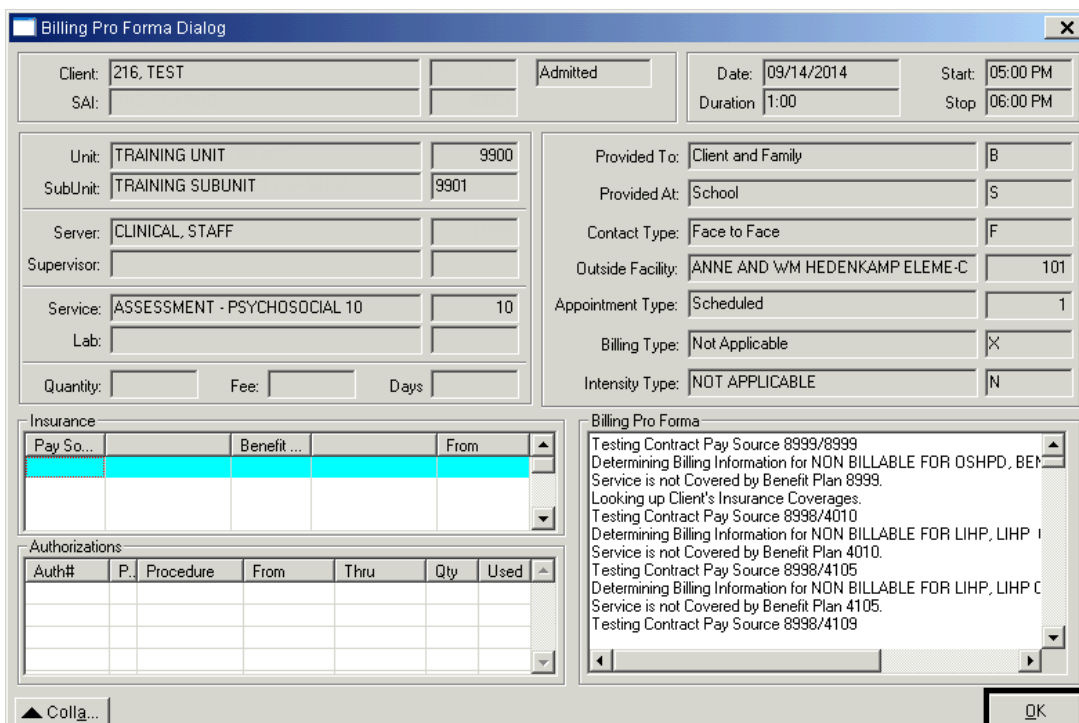 Billing Pro Forma Dialog
Client: 216, TEST Admitted Date: 09/14/2014 Start: 05:00 PM
SAI: Duration 1:00 Stop 06:00 PM
Unit: TRAINING UNIT 9900
SubUnit: TRAINING SUBUNIT 9901
Server: CLINICAL, STAFF
Supervisor:
Service: ASSESSMENT - PSYCHOSOCIAL 10 10
Lab:
Quantity: Fee: Days
Provided To: Client and Family B
Provided At: School S
Contact Type: Face to Face F
Outside Facility: ANNE AND WM HEDENKAMP ELEME-C 101
Appointment Type: Scheduled 1
Billing Type: Not Applicable X
Intensity Type: NOT APPLICABLE N
Insurance
Pay So... Benefit ... From
Authorizations
Auth# P.. Procedure From Thru Qty Used
Billing Pro Forma
Testing Contract Pay Source 8999/8999
Determining Billing Information for NON BILLABLE FOR OSHPD, BEN
Service is not Covered by Benefit Plan 8999.
Looking up Client's Insurance Coverages.
Testing Contract Pay Source 8998/4010
Determining Billing Information for NON BILLABLE FOR LIHP, LIHP
Service is not Covered by Benefit Plan 4010.
Testing Contract Pay Source 8998/4105
Determining Billing Information for NON BILLABLE FOR LIHP, LIHP C
Service is not Covered by Benefit Plan 4105.
Testing Contract Pay Source 8998/4109
Colla...
OK